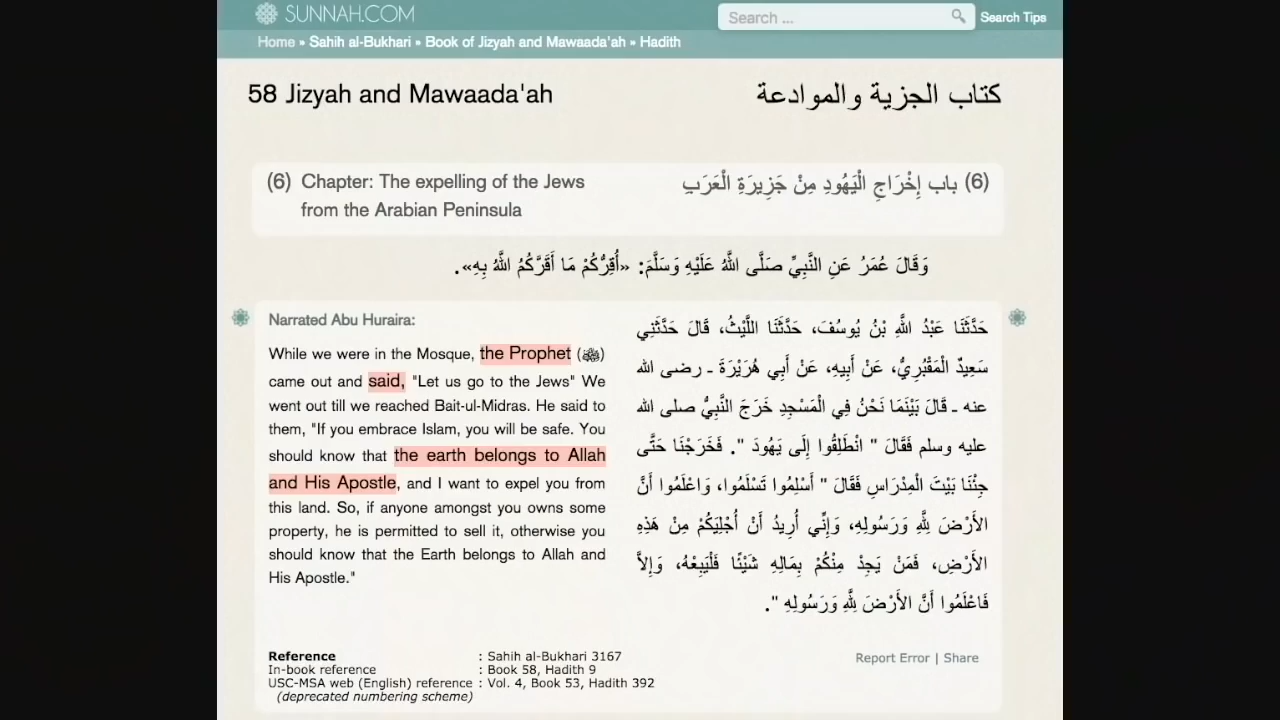 SUNNAH.COM
Search ...
Search Tips
Home » Sahih al-Bukhari » Book of Jizyah and Mawaada'ah » Hadith
58 Jizyah and Mawaada'ah
كتاب الجزية والموادعة
(6) Chapter: The expelling of the Jews
from the Arabian Peninsula
(6) باب إِخْرَاجِ الْيَهُودِ مِنْ جَزِيرَةِ الْعَرَبِ
وَقَالَ عُمَرُ عَنِ النَّبِيِّ صَلَّى اللَّهُ عَلَيْهِ وَسَلَّمَ: «أُقِرُّكُمْ مَا أَقَرَّكُمُ اللَّهُ بِهِ».
Narrated Abu Huraira:
While we were in the Mosque, the Prophet (ﷺ)
came out and said, "Let us go to the Jews" We
went out till we reached Bait-ul-Midras. He said to
them, "If you embrace Islam, you will be safe. You
should know that the earth belongs to Allah
and His Apostle, and I want to expel you from
this land. So, if anyone amongst you owns some
property, he is permitted to sell it, otherwise you
should know that the Earth belongs to Allah and
His Apostle."
حَدَّثَنَا عَبْدُ اللَّهِ بْنُ يُوسُفَ، حَدَّثَنَا اللَّيْثُ، قَالَ حَدَّثَنِي
سَعِيدٌ الْمَقْبُرِيُّ، عَنْ أَبِيهِ، عَنْ أَبِي هُرَيْرَةَ ـ رضى الله
عنه ـ قَالَ بَيْنَمَا نَحْنُ فِي الْمَسْجِدِ خَرَجَ النَّبِيُّ صلى الله
عليه وسلم فَقَالَ " انْطَلِقُوا إِلَى يَهُودَ ". فَخَرَجْنَا حَتَّى
جِئْنَا بَيْتَ الْمِدْرَاسِ فَقَالَ " أَسْلِمُوا تَسْلَمُوا، وَاعْلَمُوا أَنَّ
الأَرْضَ لِلَّهِ وَرَسُولِهِ، وَإِنِّي أُرِيدُ أَنْ أُجْلِيَكُمْ مِنْ هَذِهِ
الأَرْضِ، فَمَنْ يَجِدْ مِنْكُمْ بِمَالِهِ شَيْئًا فَلْيَبِعْهُ، وَإِلاَّ
فَاعْلَمُوا أَنَّ الأَرْضَ لِلَّهِ وَرَسُولِهِ ".
Reference : Sahih al-Bukhari 3167
In-book reference : Book 58, Hadith 9
USC-MSA web (English) reference : Vol. 4, Book 53, Hadith 392
(deprecated numbering scheme)
Report Error | Share